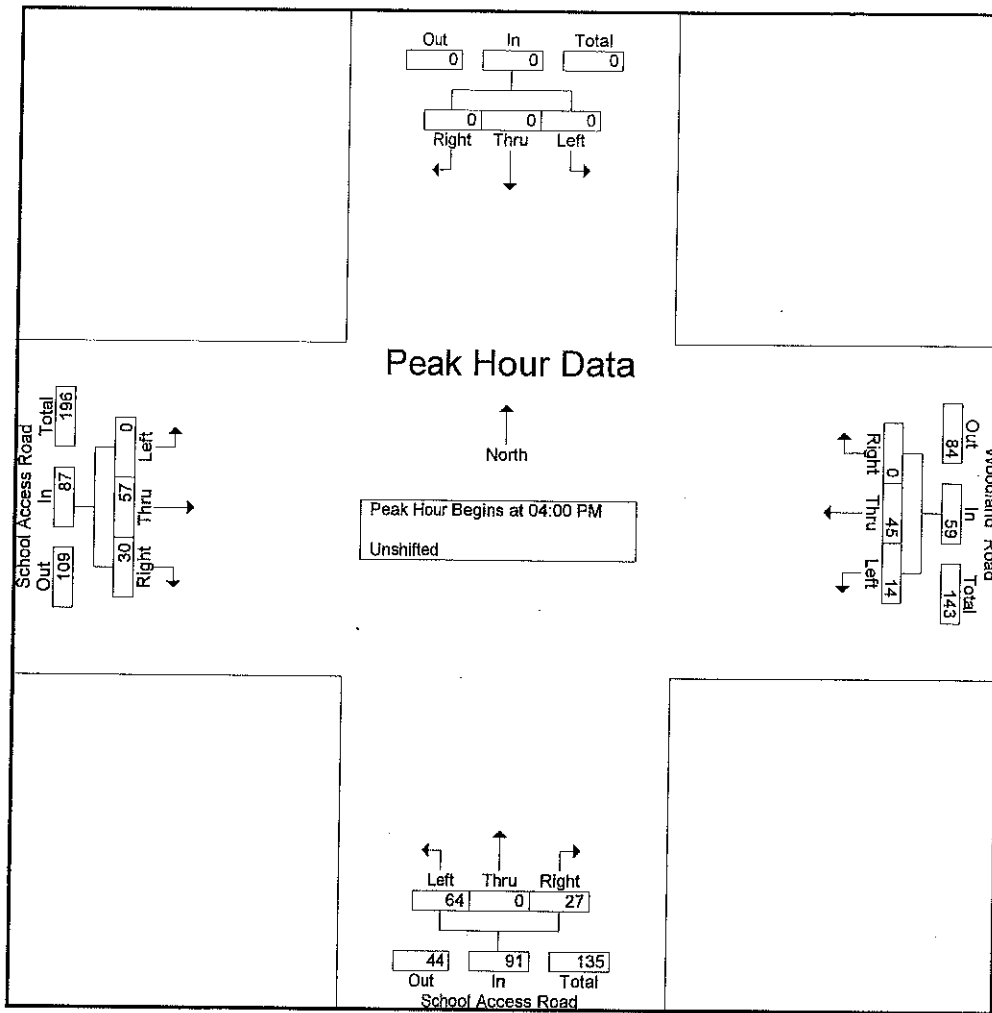 Out In Total
0 0 0
0 0 0
Right Thru Left
Peak Hour Data
North
Peak Hour Begins at 04:00 PM
Unshifted
School Access Road
Out In Total
109 87 196
30 57 0
Right Thru Left
Road
Out In Total
84 59 143
0 45 14
Right Thru Left
Left Thru Right
64 0 27
44 91 135
Out In Total
School Access Road